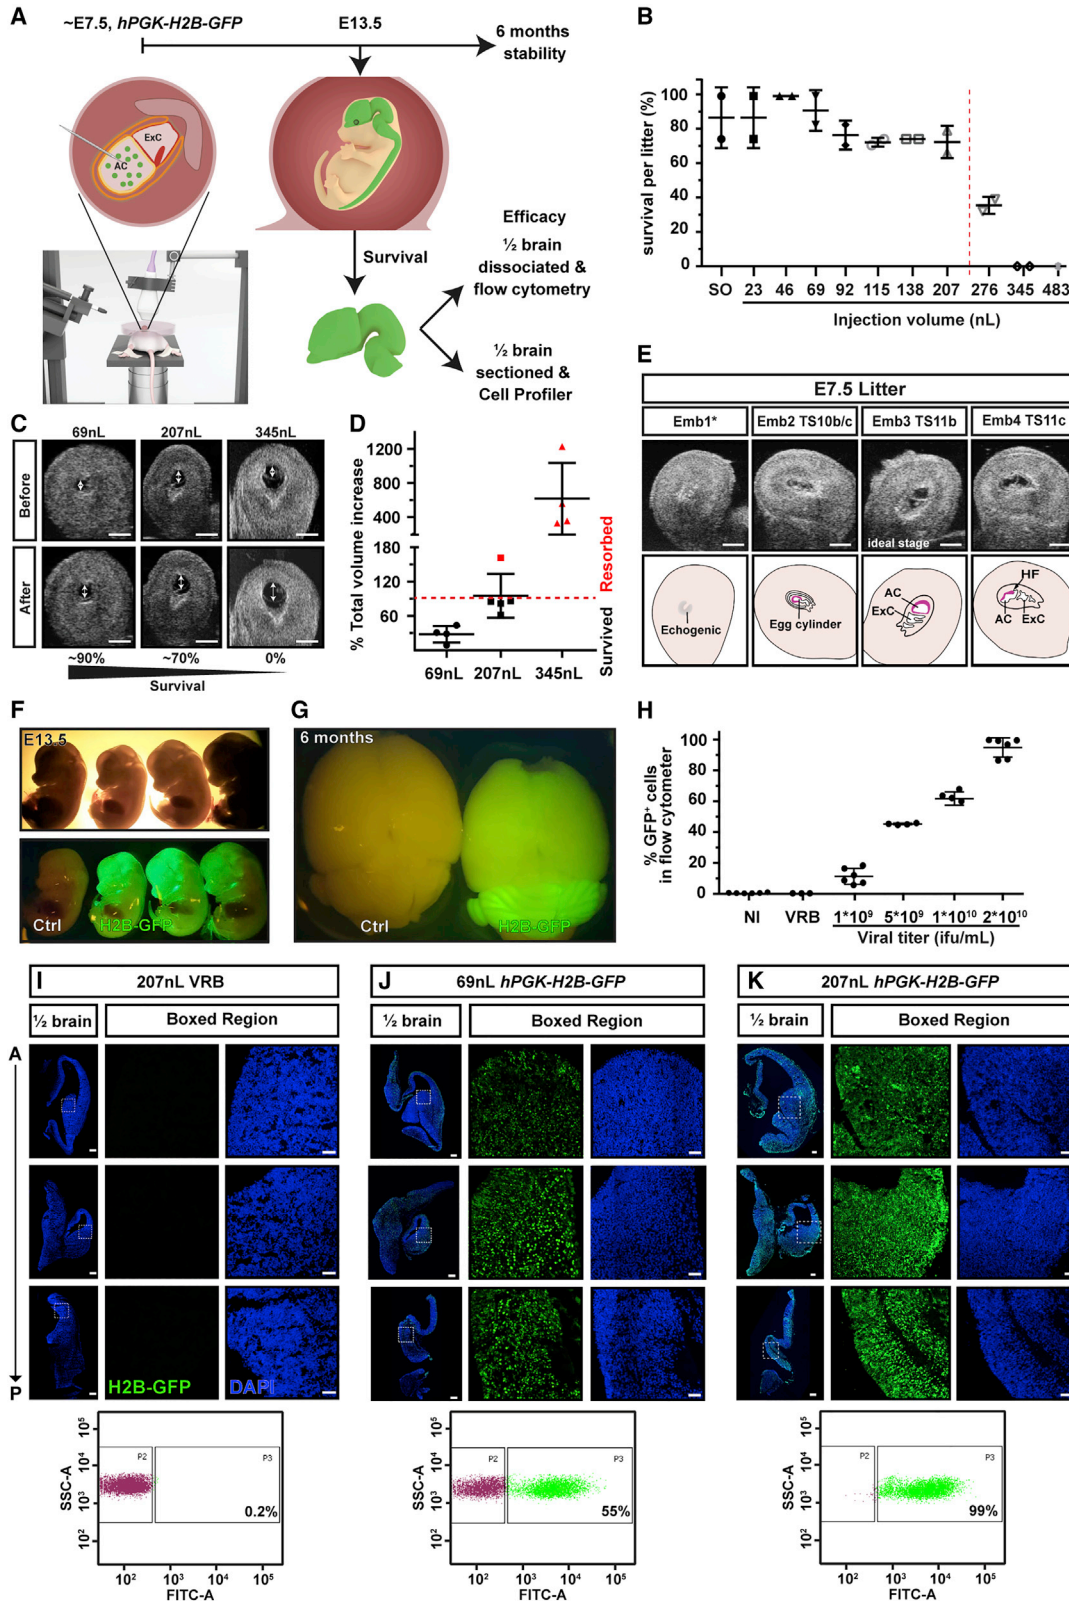 A
~E7.5, hPGK-H2B-GFP
E13.5
6 months
stability
ExC
AC
Survival
Efficacy
½ brain
dissociated &
flow cytometry
½ brain
sectioned &
Cell Profiler
B
survival per litter (%)
100
80
60
40
20
0
SO 23 46 69 92 115 138 207 276 345 483
Injection volume (nL)
C
69nL 207nL 345nL
Before
After
~90% ~70% 0%
Survival
D
% Total volume increase
1200
800
400
180
120
60
69nL 207nL 345nL
Survived Resorbed
E
E7.5 Litter
Emb1* Emb2 TS10b/c Emb3 TS11b Emb4 TS11c
ideal stage
Echogenic
Egg cylinder
AC
ExC
HF
AC ExC
F
E13.5
Ctrl H2B-GFP
G
6 months
Ctrl H2B-GFP
H
% GFP⁺ cells
in flow cytometer
100
80
60
40
20
0
NI VRB 1*10⁹ 5*10⁹ 1*10¹⁰ 2*10¹⁰
Viral titer (ifu/mL)
I
207nL VRB
½ brain Boxed Region
A
P
H2B-GFP DAPI
SSC-A
10⁵
10⁴
10³
10²
P2 P3
0.2%
10² 10³ 10⁴ 10⁵
FITC-A
J
69nL hPGK-H2B-GFP
½ brain Boxed Region
SSC-A
10⁵
10⁴
10³
10²
P2 P3
55%
10² 10³ 10⁴ 10⁵
FITC-A
K
207nL hPGK-H2B-GFP
½ brain Boxed Region
SSC-A
10⁵
10⁴
10³
10²
P2 P3
99%
10² 10³ 10⁴ 10⁵
FITC-A